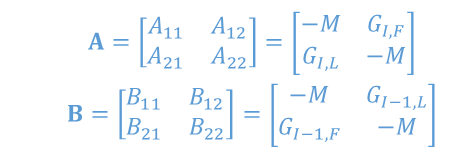 𝐀 = [A₁₁ A₁₂] = [−M G_{I,F}]
[A₂₁ A₂₂] [G_{I,L} −M]
𝐁 = [B₁₁ B₁₂] = [−M G_{I−1,L}]
[B₂₁ B₂₂] [G_{I−1,F} −M]